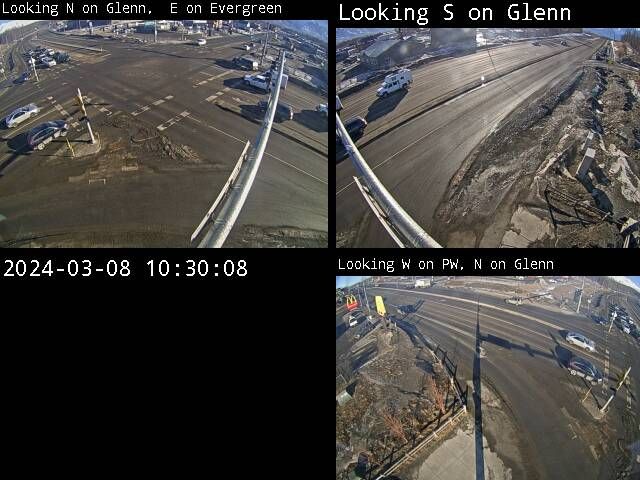 Looking N on Glenn,  E on Evergreen
Looking S on Glenn
2024-03-08 10:30:08
Looking W on PW, N on Glenn